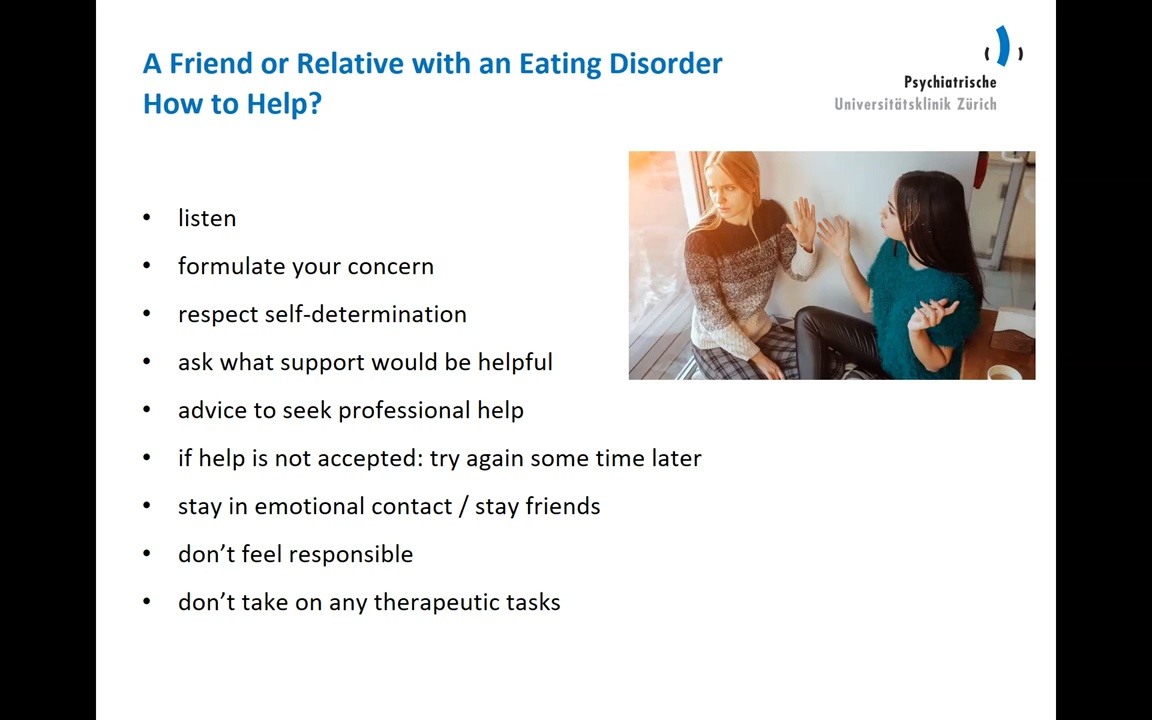 A Friend or Relative with an Eating Disorder
How to Help?
Psychiatrische
Universitätsklinik Zürich
• listen
• formulate your concern
• respect self-determination
• ask what support would be helpful
• advice to seek professional help
• if help is not accepted: try again some time later
• stay in emotional contact / stay friends
• don’t feel responsible
• don’t take on any therapeutic tasks